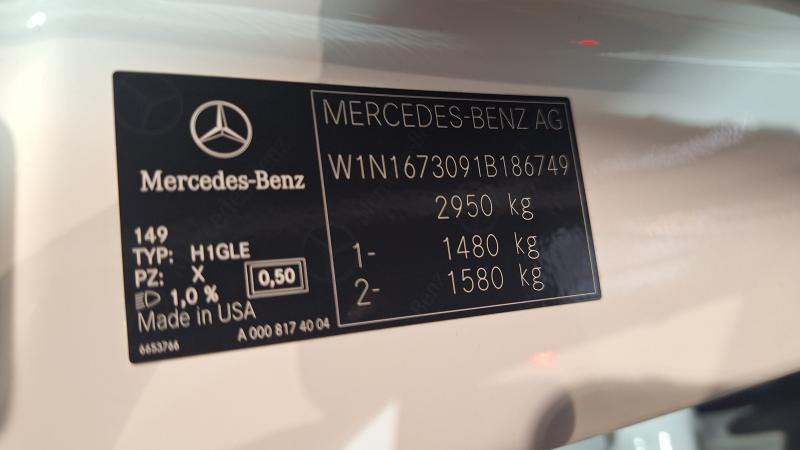 Mercedes-Benz
149
TYP: H1GLE
PZ: X
0,50
1,0 %
Made in USA
A 000 817 40 04
6653766
MERCEDES-BENZ AG
W1N1673091B186749
2950 kg
1- 1480 kg
2- 1580 kg